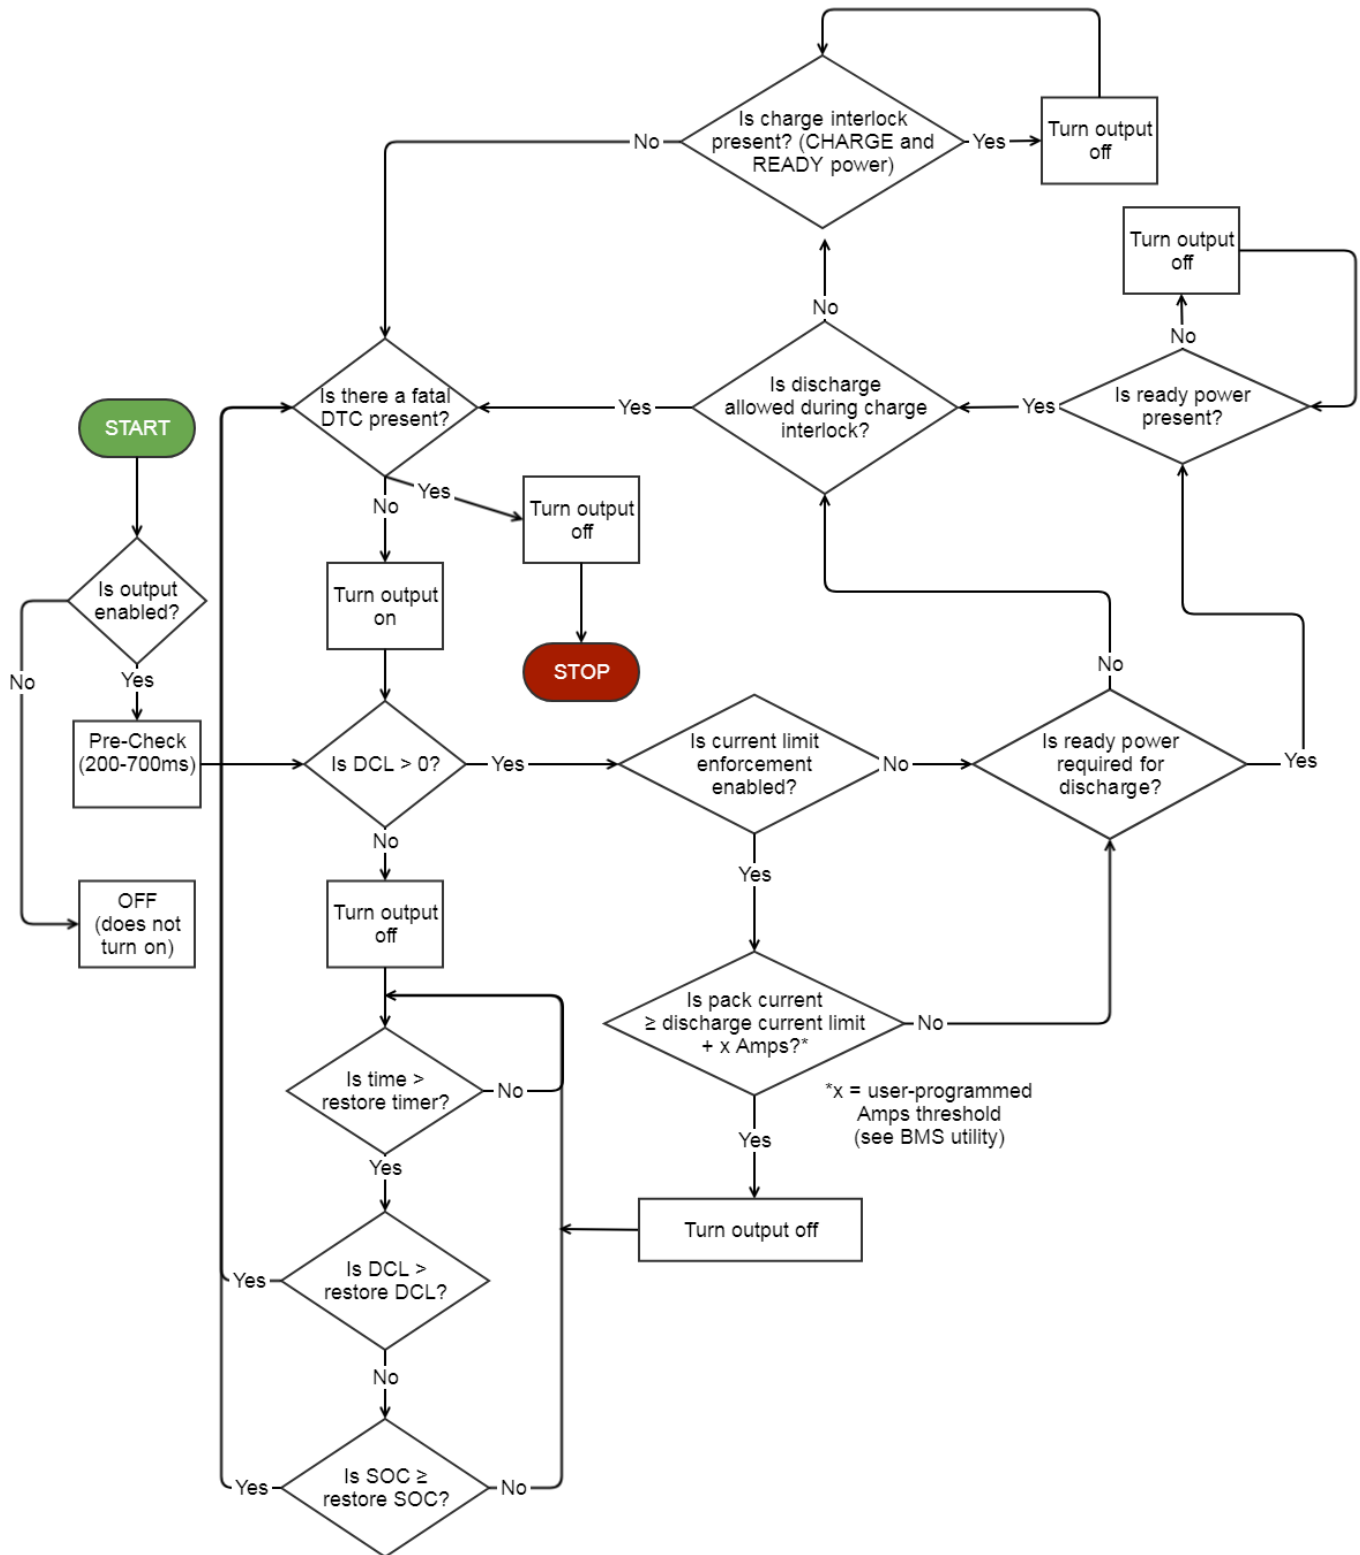 Is charge interlock
present? (CHARGE and
READY power)
No
Yes
Turn output
off
Turn output
off
No
No
Is ready power
present?
Yes
Is discharge
allowed during charge
interlock?
Yes
Is there a fatal
DTC present?
START
Yes
No
Turn output
off
Is output
enabled?
Turn output
on
STOP
No
Yes
No
Pre-Check
(200-700ms)
Is DCL > 0?
Yes
Is current limit
enforcement
enabled?
No
Is ready power
required for
discharge?
Yes
No
Yes
OFF
(does not
turn on)
Turn output
off
Is pack current
≥ discharge current limit
+ x Amps?*
No
Is time >
restore timer?
No
*x = user-programmed
Amps threshold
(see BMS utility)
Yes
Yes
Turn output off
Is DCL >
restore DCL?
Yes
No
Is SOC ≥
restore SOC?
Yes
No